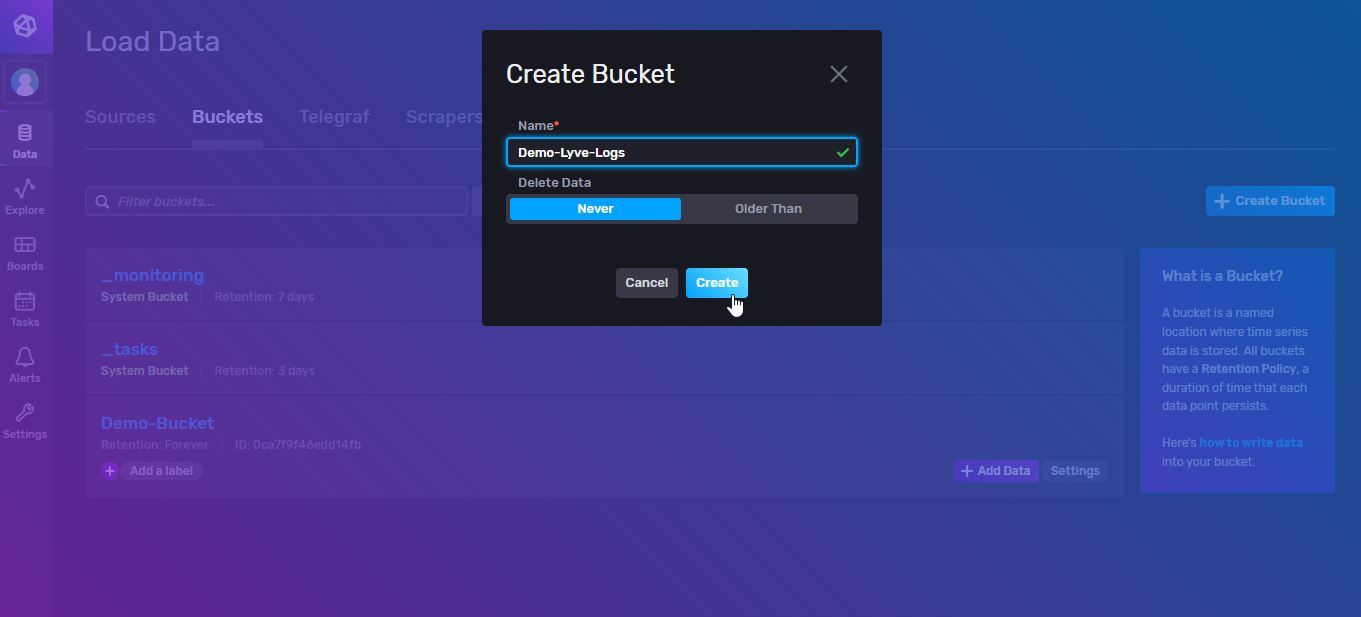 Load Data
Sources Buckets Telegraf Scrapers
Data
Explore
Boards
Tasks
Alerts
Settings
Filter buckets...
Create Bucket
_monitoring
System Bucket Retention: 7 days
_tasks
System Bucket Retention: 3 days
Demo-Bucket
Retention: Forever ID: 0ca7f9f46edd14fb
+ Add a label
+ Add Data Settings
What is a Bucket?
A bucket is a named
location where time series
data is stored. All buckets
have a Retention Policy, a
duration of time that each
data point persists.
Here's how to write data
into your bucket.
Create Bucket
Name*
Demo-Lyve-Logs
Delete Data
Never Older Than
Cancel Create